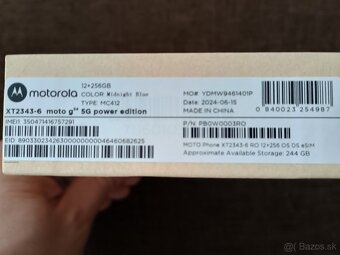 motorola
12+256GB
COLOR Midnight Blue
TYPE: MC412
XT2343-6 moto g⁸⁴ 5G power edition
IMEI: 350471416757291
EID: 89033023426300000000046460682625
MO#: YDMW9461401P
Date: 2024-06-15
MADE IN CHINA
0 840023 254987
P/N: PB0W0003RO
MOTO Phone XT2343-6 RO 12+256 DS OS eSIM
Approximate Available Storage: 244 GB
© bazos.sk